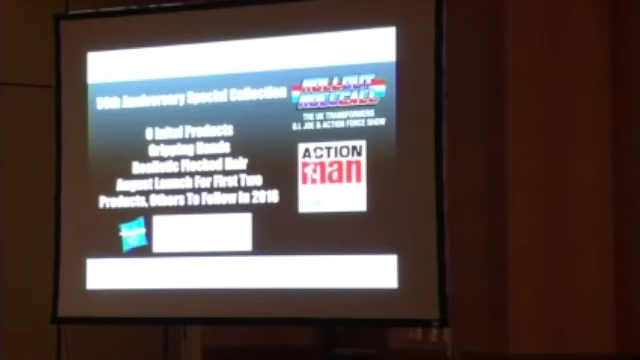 50th Anniversary Special Collection
6 Inital Products
Gripping Hands
Realistic Flocked Hair
August Launch For First Two
Products, Others To Follow in 2016
ROLL OUT
ROLL CALL
THE UK TRANSFORMERS
G.I. JOE & ACTION FORCE SHOW
ACTION
man